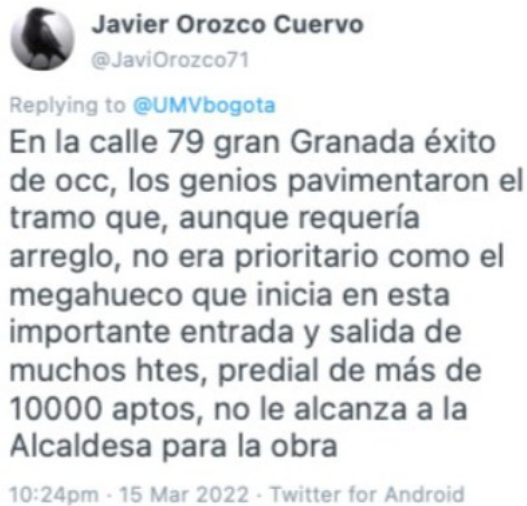 Javier Orozco Cuervo
@JaviOrozco71
Replying to @UMVbogota
En la calle 79 gran Granada éxito
de occ, los genios pavimentaron el
tramo que, aunque requería
arreglo, no era prioritario como el
megahueco que inicia en esta
importante entrada y salida de
muchos htes, predial de más de
10000 aptos, no le alcanza a la
Alcaldesa para la obra
10:24pm · 15 Mar 2022 · Twitter for Android